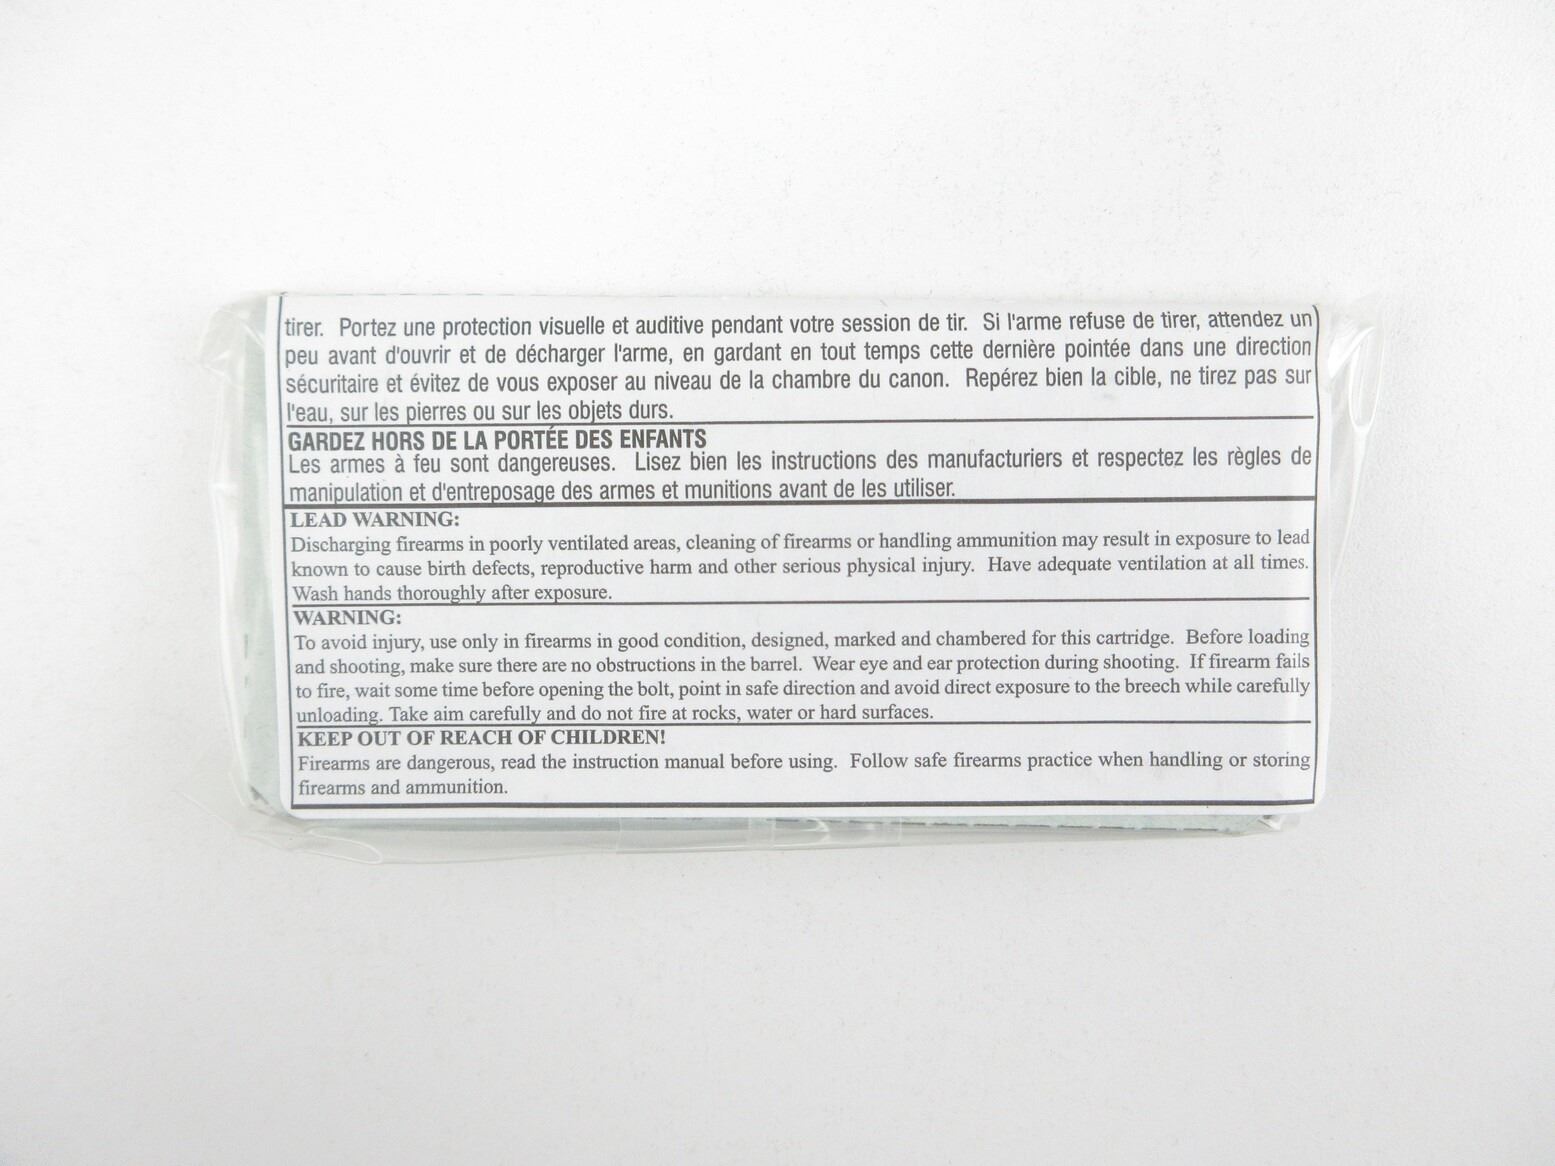 tirer. Portez une protection visuelle et auditive pendant votre session de tir. Si l'arme refuse de tirer, attendez un
peu avant d'ouvrir et de décharger l'arme, en gardant en tout temps cette dernière pointée dans une direction
sécuritaire et évitez de vous exposer au niveau de la chambre du canon. Repérez bien la cible, ne tirez pas sur
l'eau, sur les pierres ou sur les objets durs.
GARDEZ HORS DE LA PORTÉE DES ENFANTS
Les armes à feu sont dangereuses. Lisez bien les instructions des manufacturiers et respectez les règles de
manipulation et d'entreposage des armes et munitions avant de les utiliser.
LEAD WARNING:
Discharging firearms in poorly ventilated areas, cleaning of firearms or handling ammunition may result in exposure to lead
known to cause birth defects, reproductive harm and other serious physical injury. Have adequate ventilation at all times.
Wash hands thoroughly after exposure.
WARNING:
To avoid injury, use only in firearms in good condition, designed, marked and chambered for this cartridge. Before loading
and shooting, make sure there are no obstructions in the barrel. Wear eye and ear protection during shooting. If firearm fails
to fire, wait some time before opening the bolt, point in safe direction and avoid direct exposure to the breech while carefully
unloading. Take aim carefully and do not fire at rocks, water or hard surfaces.
KEEP OUT OF REACH OF CHILDREN!
Firearms are dangerous, read the instruction manual before using. Follow safe firearms practice when handling or storing
firearms and ammunition.